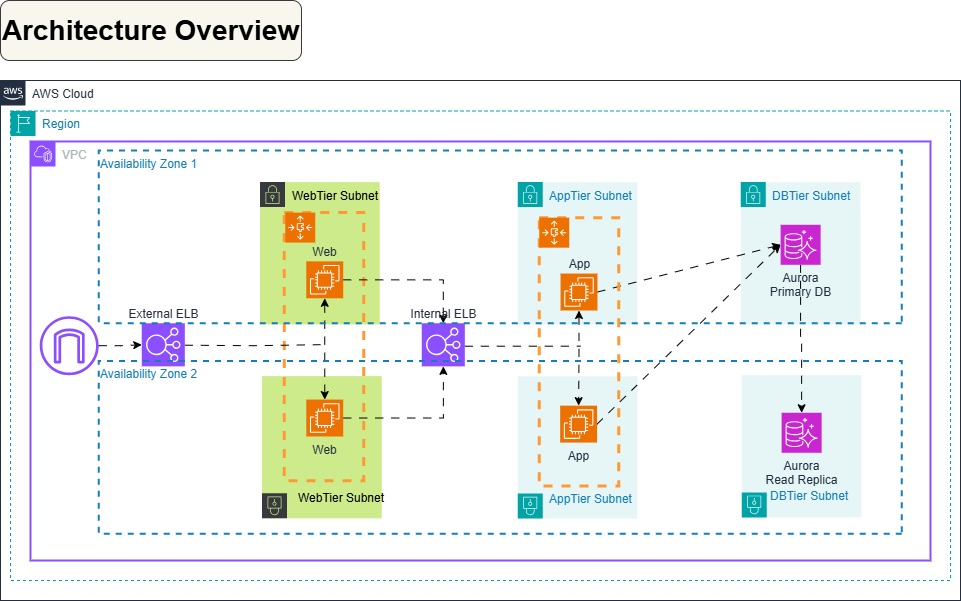 Architecture Overview
aws
AWS Cloud
Region
VPC
Availability Zone 1
WebTier Subnet
AppTier Subnet
DBTier Subnet
Web
App
Aurora
Primary DB
External ELB
Internal ELB
Availability Zone 2
Web
App
Aurora
Read Replica
WebTier Subnet
AppTier Subnet
DBTier Subnet